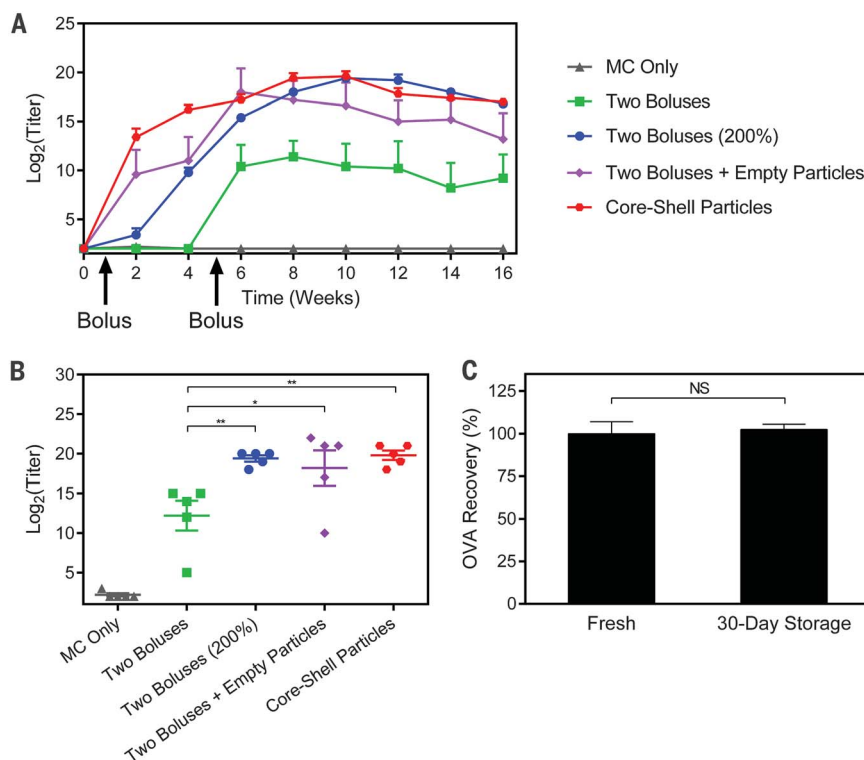 A
25
20
15
10
5
Log2(Titer)
0 2 4 6 8 10 12 14 16
Time (Weeks)
Bolus Bolus
MC Only
Two Boluses
Two Boluses (200%)
Two Boluses + Empty Particles
Core-Shell Particles
B
30
25
20
15
10
5
Log2(Titer)
**
*
**
MC Only
Two Boluses
Two Boluses (200%)
Two Boluses + Empty Particles
Core-Shell Particles
C
125
100
75
50
25
0
OVA Recovery (%)
NS
Fresh 30-Day Storage